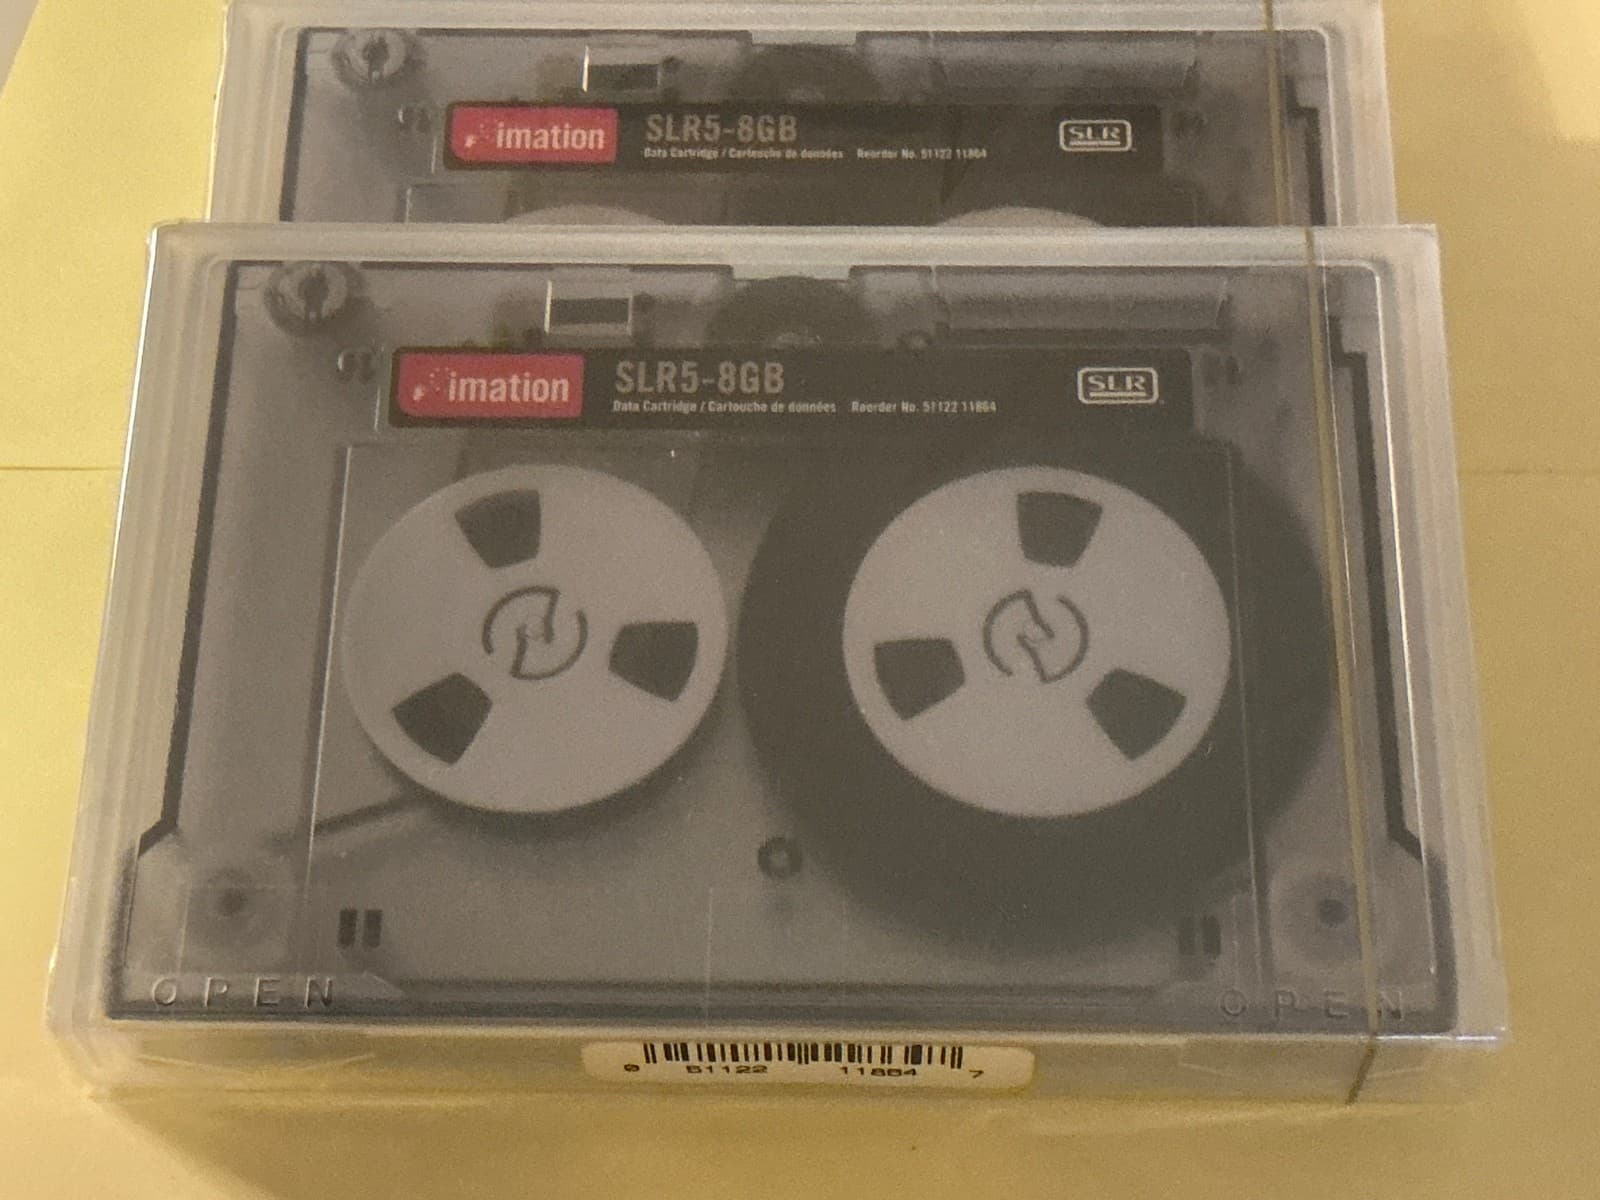 imation SLR5-8GB SLR
Data Cartridge / Cartouche de données Reorder No. 51122 11864
imation SLR5-8GB SLR
Data Cartridge / Cartouche de données Reorder No. 51122 11864
OPEN OPEN
0 51122 11864 7